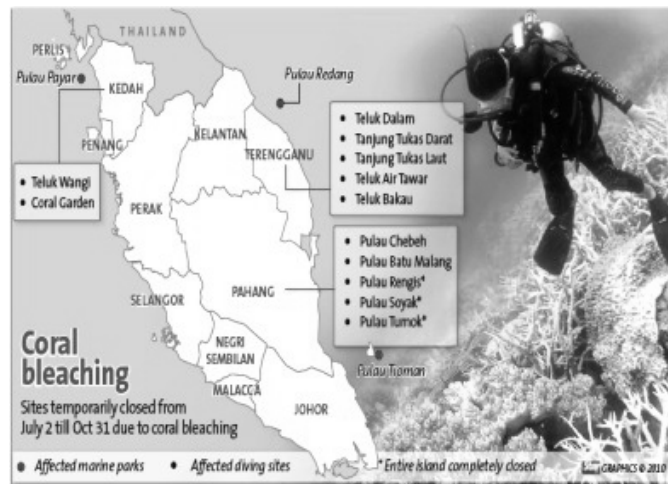 THAILAND
PERLIS
Pulau Payar
KEDAH
Pulau Redang
PENANG
KELANTAN
TERENGGANU
• Teluk Dalam
• Tanjung Tukas Darat
• Tanjung Tukas Laut
• Teluk Air Tawar
• Teluk Bakau
• Teluk Wangi
• Coral Garden
PERAK
• Pulau Chebeh
• Pulau Batu Malang
• Pulau Rengis*
• Pulau Soyak*
• Pulau Tumok*
PAHANG
SELANGOR
NEGRI
SEMBILAN
MALACCA
JOHOR
Pulau Tioman
Coral
bleaching
Sites temporarily closed from
July 2 till Oct 31 due to coral bleaching
Affected marine parks
• Affected diving sites
* Entire island completely closed
GRAPHICS © 2010